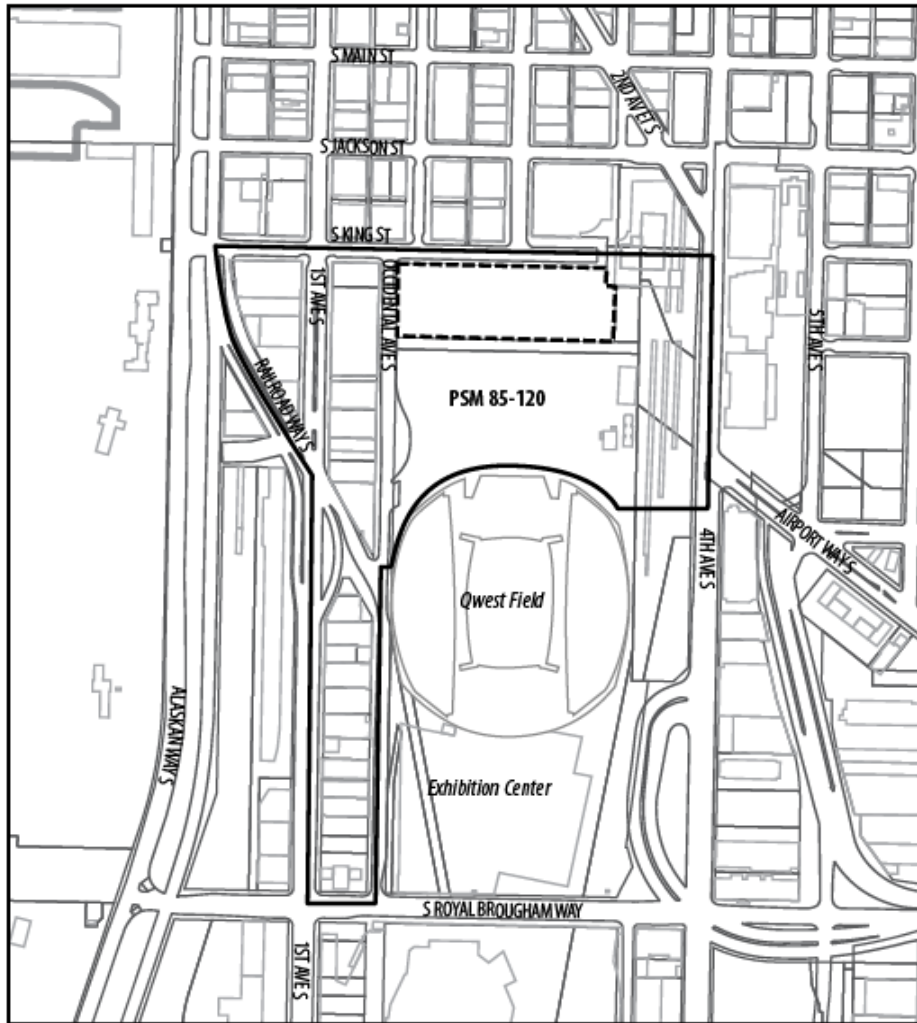 S MAIN ST
2ND AVE S
S JACKSON ST
S KING ST
1ST AVE S
OCCIDENTAL AVE S
5TH AVE S
RAILROAD WAY S
PSM 85-120
AIRPORT WAY S
4TH AVE S
Qwest Field
ALASKAN WAY S
Exhibition Center
S ROYAL BROUGHAM WAY
1ST AVE S